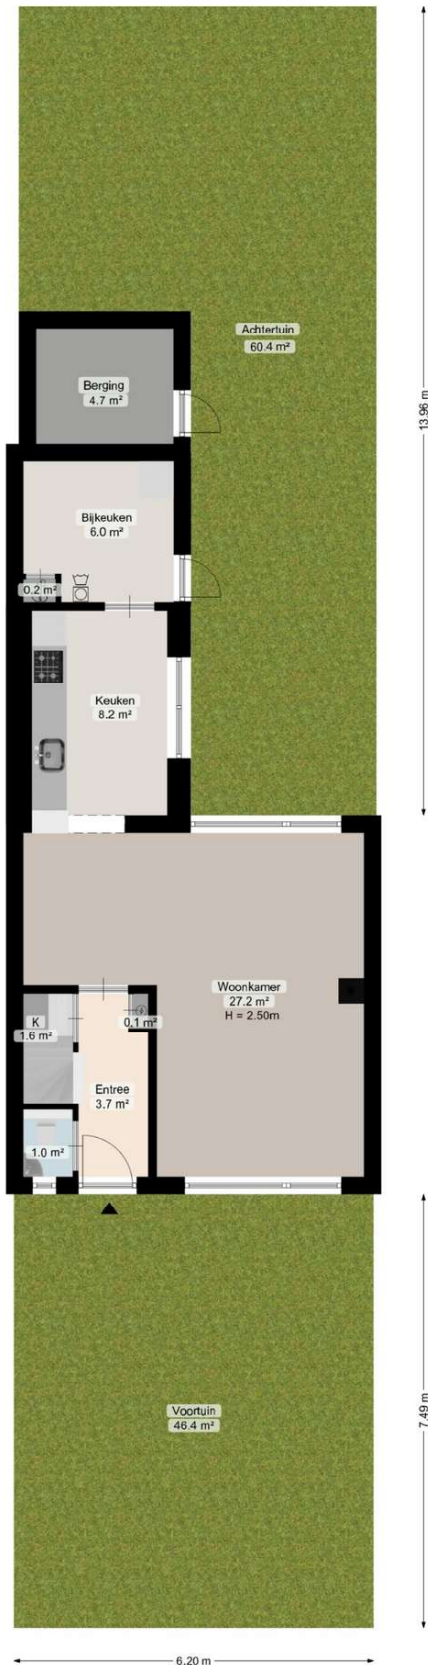 Achtertuin
60.4 m²
13.96 m
Berging
4.7 m²
Bijkeuken
6.0 m²
0.2 m²
Keuken
8.2 m²
Woonkamer
27.2 m²
H = 2.50m
K
1.6 m²
0.1 m²
Entree
3.7 m²
1.0 m²
Voortuin
46.4 m²
7.49 m
6.20 m